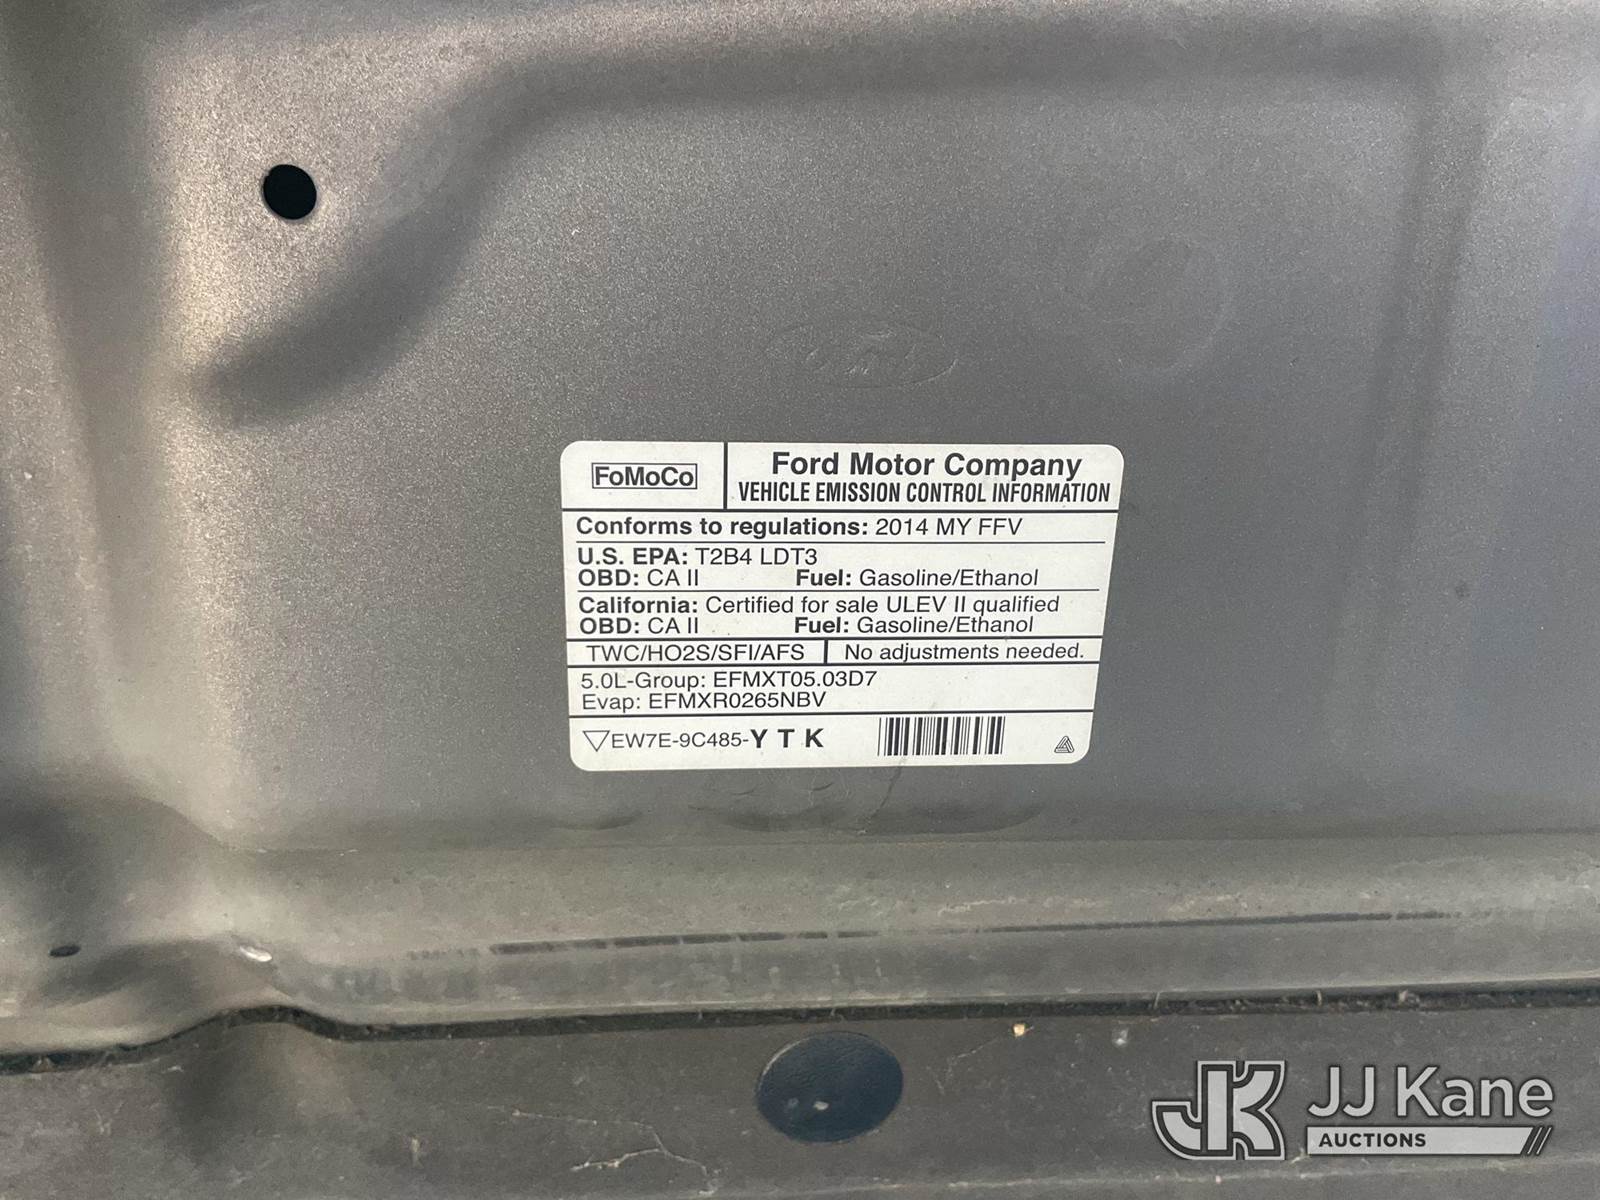 FoMoCo
Ford Motor Company
VEHICLE EMISSION CONTROL INFORMATION
Conforms to regulations: 2014 MY FFV
U.S. EPA: T2B4 LDT3
OBD: CA II Fuel: Gasoline/Ethanol
California: Certified for sale ULEV II qualified
OBD: CA II Fuel: Gasoline/Ethanol
TWC/HO2S/SFI/AFS No adjustments needed.
5.0L-Group: EFMXT05.03D7
Evap: EFMXR0265NBV
EW7E-9C485-Y T K
JK JJ Kane
AUCTIONS